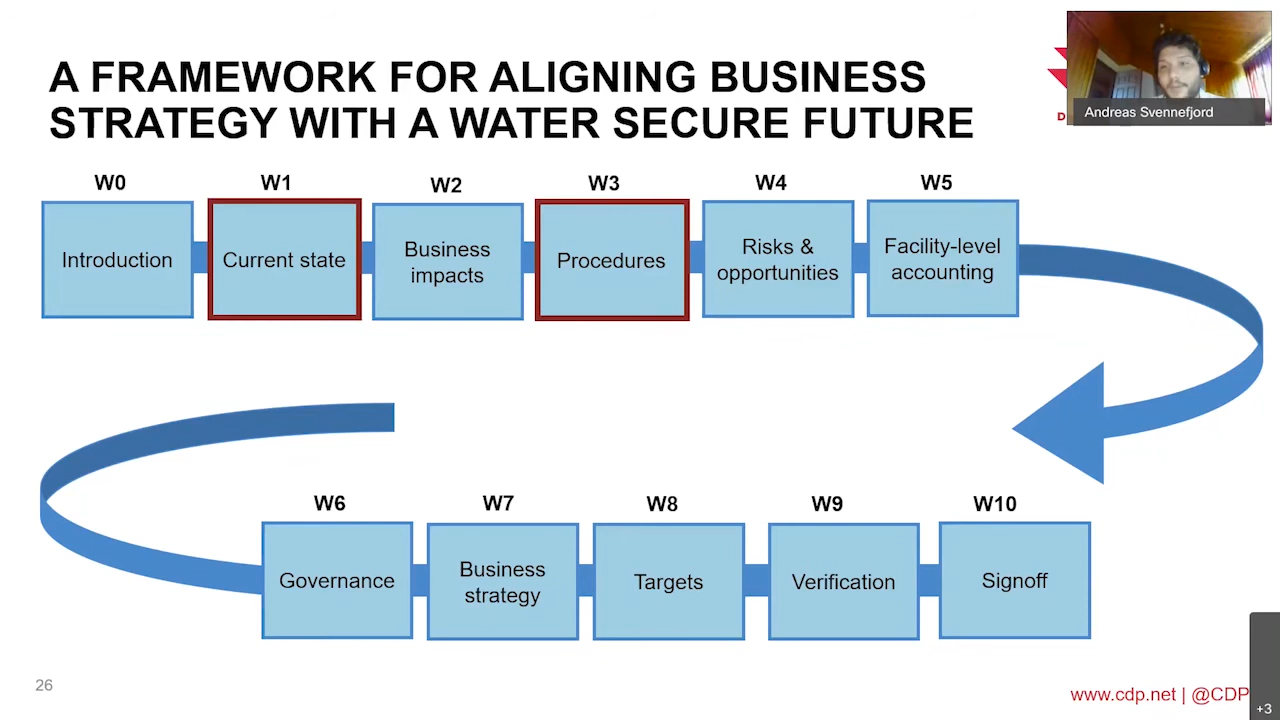 A FRAMEWORK FOR ALIGNING BUSINESS
STRATEGY WITH A WATER SECURE FUTURE
Andreas Svennefjord
D
W0
W1
W2
W3
W4
W5
Introduction
Current state
Business
impacts
Procedures
Risks &
opportunities
Facility-level
accounting
W6
W7
W8
W9
W10
Governance
Business
strategy
Targets
Verification
Signoff
26
www.cdp.net | @CDP
+3